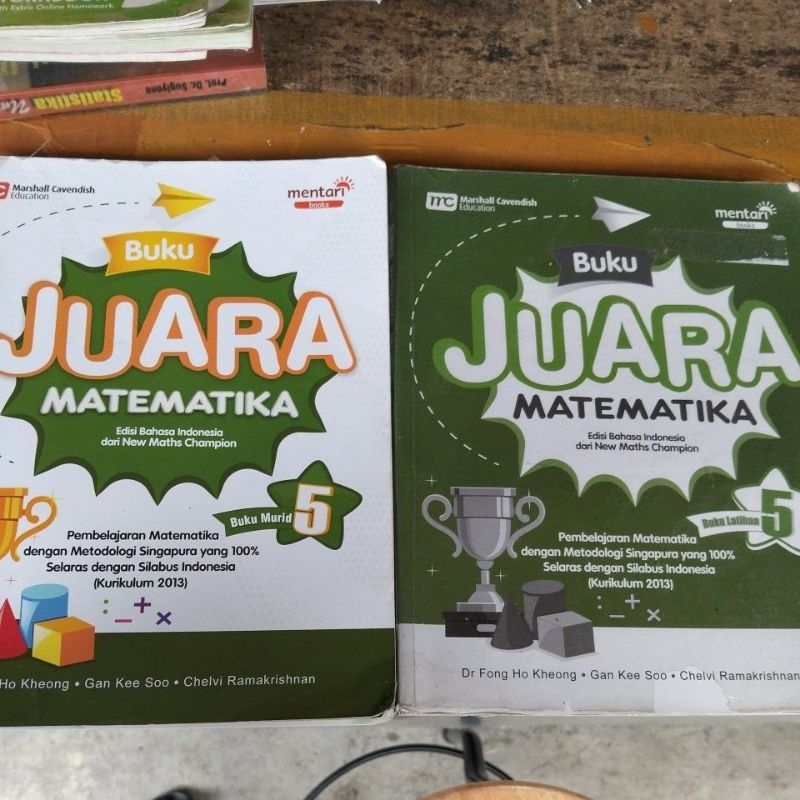 th Extra Online Homework
Prof. Dr. Sugiyono
Statistika
Marshall Cavendish
Education
mentari
books
Buku
JUARA
MATEMATIKA
Edisi Bahasa Indonesia
dari New Maths Champion
Buku Murid 5
Pembelajaran Matematika
dengan Metodologi Singapura yang 100%
Selaras dengan Silabus Indonesia
(Kurikulum 2013)
Ho Kheong • Gan Kee Soo • Chelvi Ramakrishnan
mc Marshall Cavendish
Education
mentari
books
Buku
JUARA
MATEMATIKA
Edisi Bahasa Indonesia
dari New Maths Champion
Buku Latihan 5
Pembelajaran Matematika
dengan Metodologi Singapura yang 100%
Selaras dengan Silabus Indonesia
(Kurikulum 2013)
Dr Fong Ho Kheong • Gan Kee Soo • Chelvi Ramakrishnan